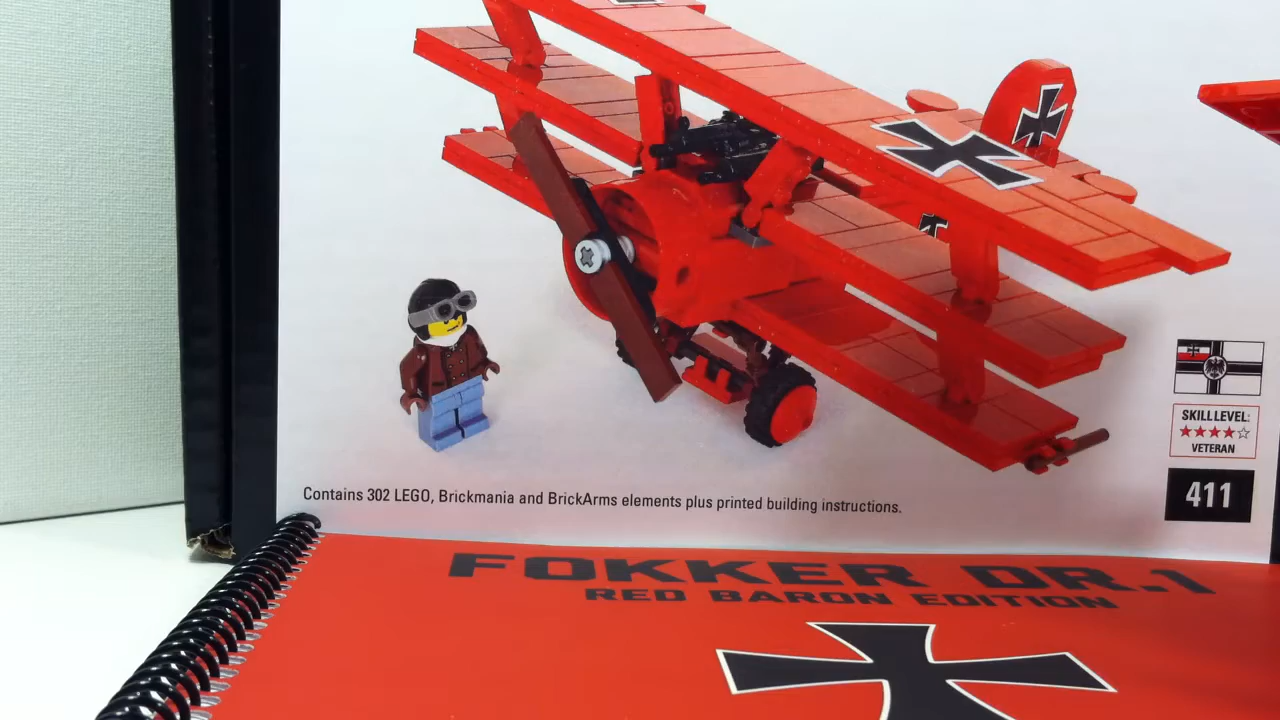 SKILL LEVEL:
VETERAN
411
Contains 302 LEGO, Brickmania and BrickArms elements plus printed building instructions.
FOKKER DR.1
RED BARON EDITION